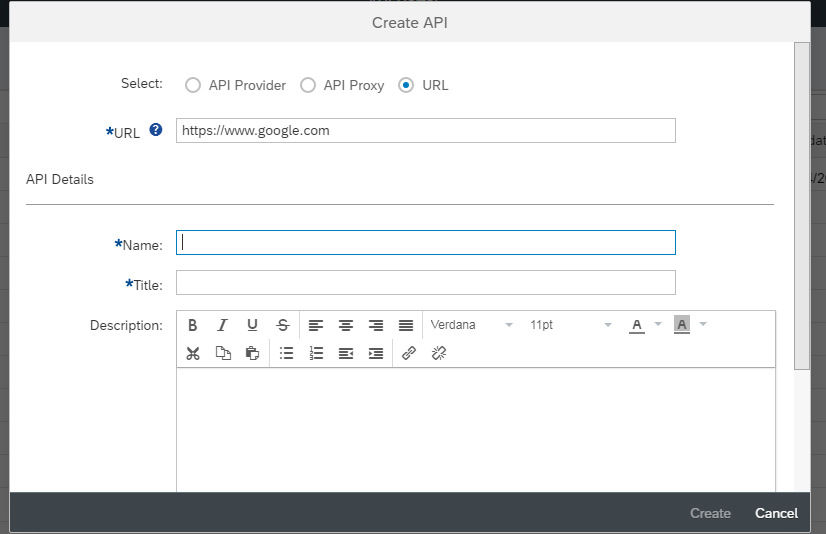 Create API
Select: API Provider API Proxy URL
*URL ? https://www.google.com
API Details
*Name:
*Title:
Description: B I U S Verdana 11pt A A
Create Cancel